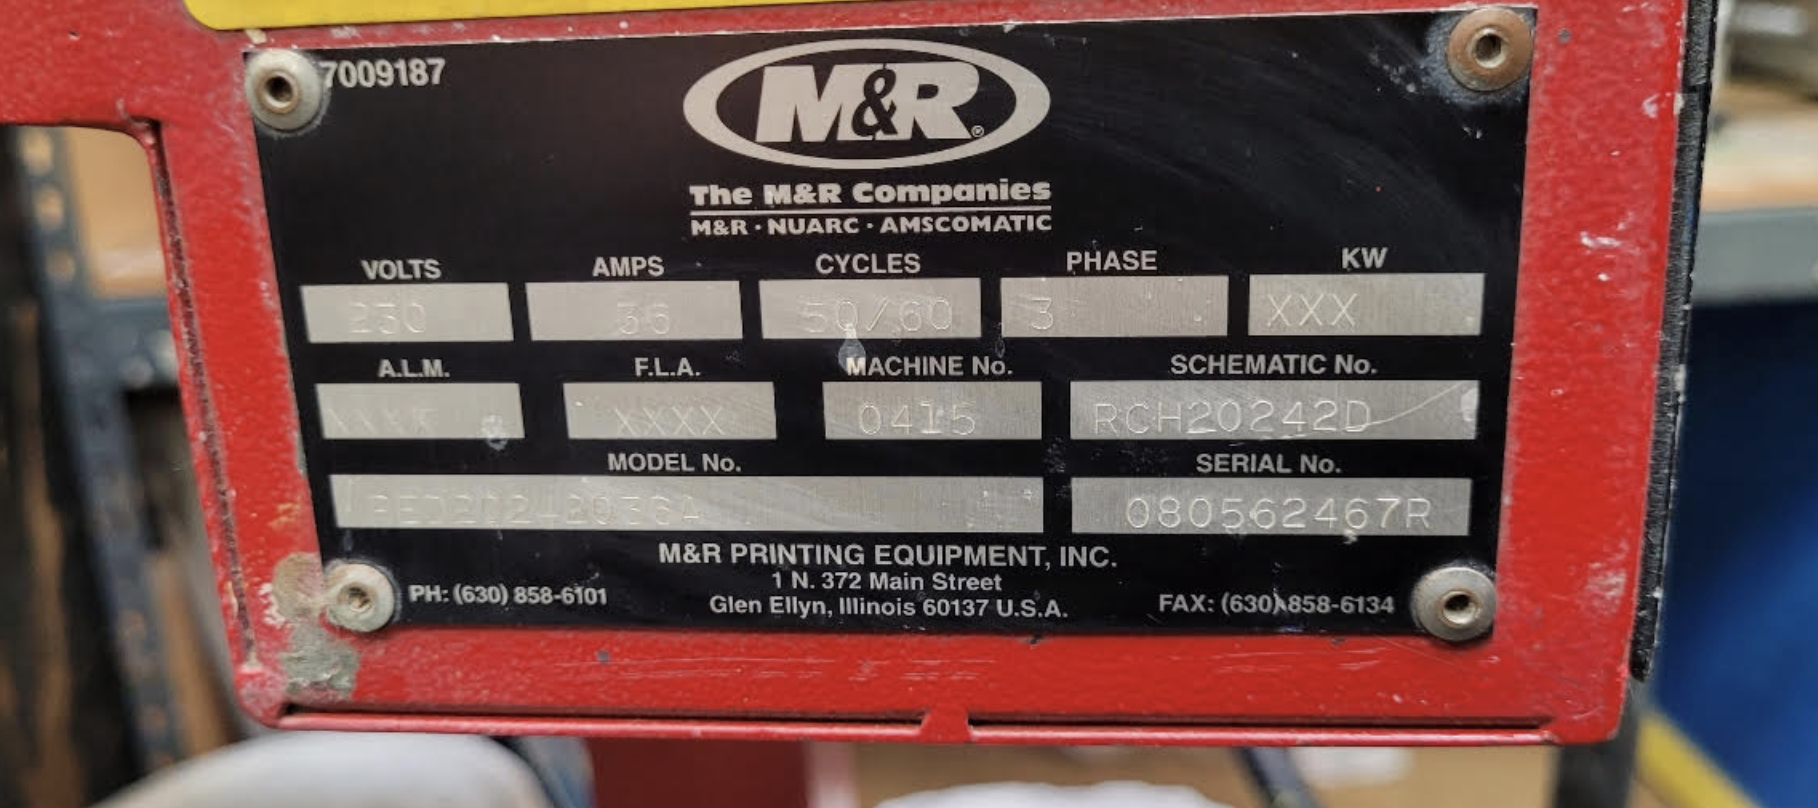 7009187
M&R®
The M&R Companies
M&R · NUARC · AMSCOMATIC
VOLTS AMPS CYCLES PHASE KW
230 36 50/60 3 XXX
A.L.M. F.L.A. MACHINE No. SCHEMATIC No.
XXXX XXXX 0415 RCH20242D
MODEL No. SERIAL No.
080562467R
M&R PRINTING EQUIPMENT, INC.
1 N. 372 Main Street
PH: (630) 858-6101 Glen Ellyn, Illinois 60137 U.S.A. FAX: (630) 858-6134